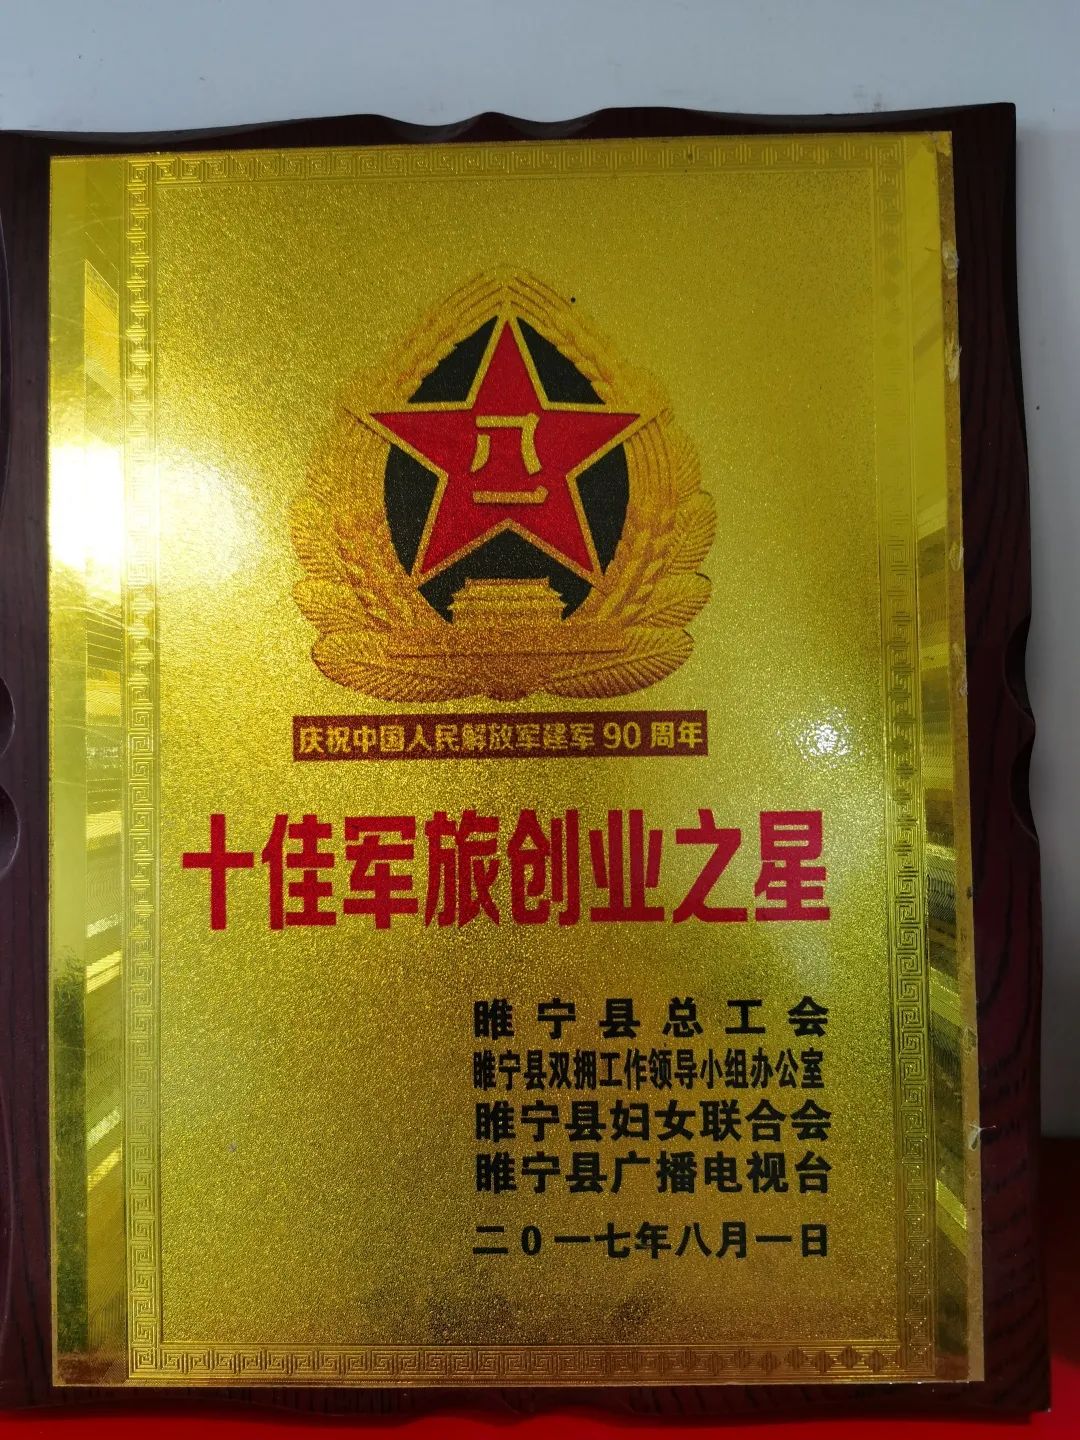 八一
庆祝中国人民解放军建军90周年
十佳军旅创业之星
睢宁县总工会
睢宁县双拥工作领导小组办公室
睢宁县妇女联合会
睢宁县广播电视台
二0一七年八月一日